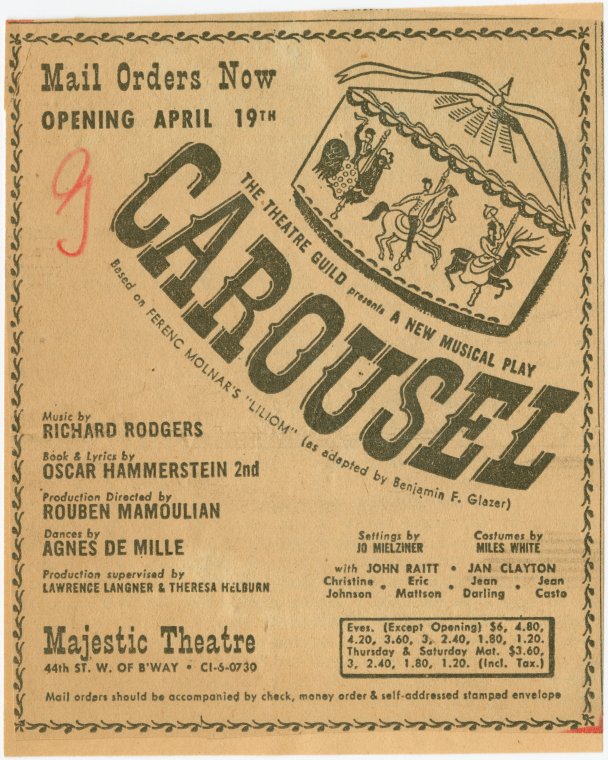 Mail Orders Now
OPENING APRIL 19TH
THE THEATRE GUILD presents A NEW MUSICAL PLAY
CAROUSEL
Based on FERENC MOLNAR'S "LILIOM" (as adapted by Benjamin F. Glazer)
Music by
RICHARD RODGERS
Book & Lyrics by
OSCAR HAMMERSTEIN 2nd
Production Directed by
ROUBEN MAMOULIAN
Dances by
AGNES DE MILLE
Production supervised by
LAWRENCE LANGNER & THERESA HELBURN
Settings by
JO MIELZINER
Costumes by
MILES WHITE
with JOHN RAITT • JAN CLAYTON
Christine Johnson • Eric Mattson • Jean Darling • Jean Casto
Majestic Theatre
44th ST. W. OF B'WAY • CI-6-0730
Eves. (Except Opening) $6, 4.80,
4.20, 3.60, 3, 2.40, 1.80, 1.20.
Thursday & Saturday Mat. $3.60,
3, 2.40, 1.80, 1.20. (Incl. Tax.)
Mail orders should be accompanied by check, money order & self-addressed stamped envelope